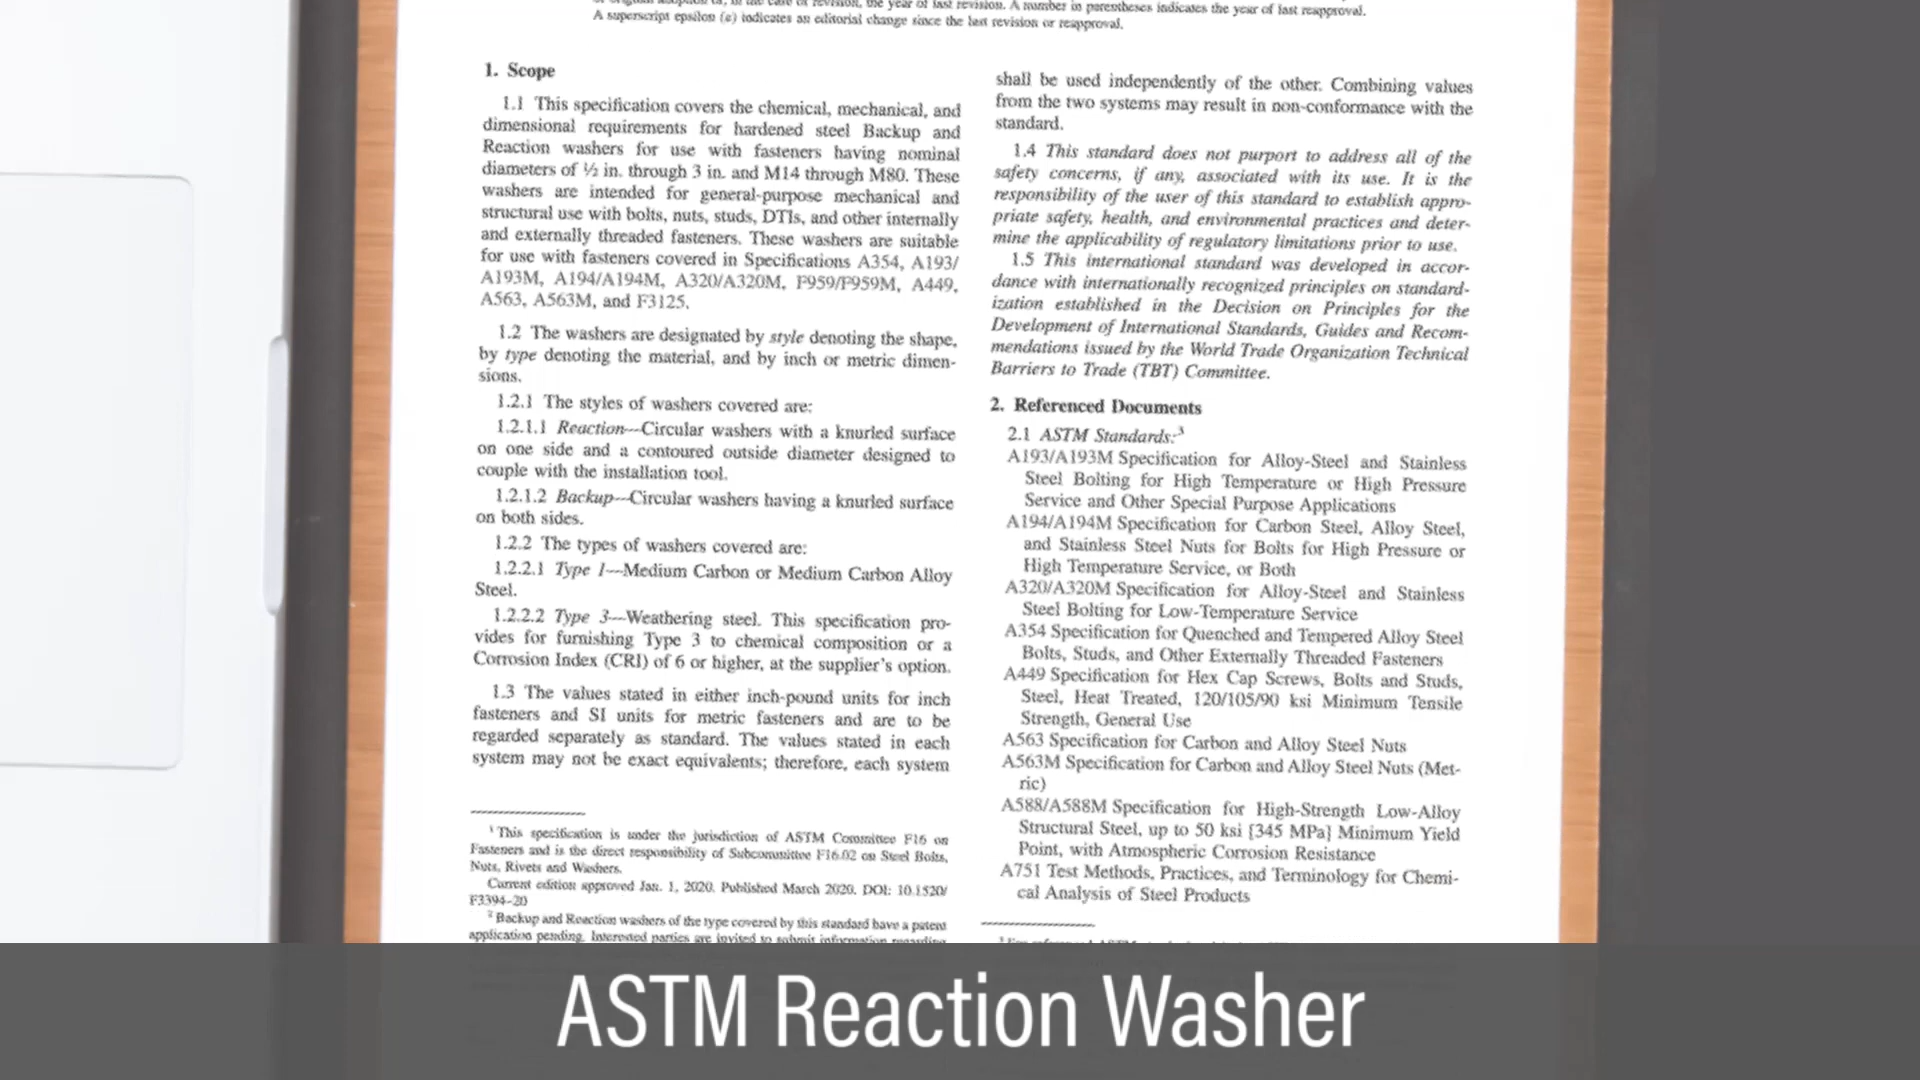 the year of last revision. A number in parentheses indicates the year of last reapproval.
A superscript epsilon (ε) indicates an editorial change since the last revision or reapproval.
1. Scope
1.1 This specification covers the chemical, mechanical, and
dimensional requirements for hardened steel Backup and
Reaction washers for use with fasteners having nominal
diameters of ½ in. through 3 in. and M14 through M80. These
washers are intended for general-purpose mechanical and
structural use with bolts, nuts, studs, DTIs, and other internally
and externally threaded fasteners. These washers are suitable
for use with fasteners covered in Specifications A354, A193/
A193M, A194/A194M, A320/A320M, F959/F959M, A449,
A563, A563M, and F3125.
1.2 The washers are designated by style denoting the shape,
by type denoting the material, and by inch or metric dimen-
sions.
1.2.1 The styles of washers covered are:
1.2.1.1 Reaction—Circular washers with a knurled surface
on one side and a contoured outside diameter designed to
couple with the installation tool.
1.2.1.2 Backup—Circular washers having a knurled surface
on both sides.
1.2.2 The types of washers covered are:
1.2.2.1 Type 1—Medium Carbon or Medium Carbon Alloy
Steel.
1.2.2.2 Type 3—Weathering steel. This specification pro-
vides for furnishing Type 3 to chemical composition or a
Corrosion Index (CRI) of 6 or higher, at the supplier's option.
1.3 The values stated in either inch-pound units for inch
fasteners and SI units for metric fasteners and are to be
regarded separately as standard. The values stated in each
system may not be exact equivalents; therefore, each system
¹ This specification is under the jurisdiction of ASTM Committee F16 on
Fasteners and is the direct responsibility of Subcommittee F16.02 on Steel Bolts,
Nuts, Rivets and Washers.
Current edition approved Jan. 1, 2020. Published March 2020. DOI: 10.1520/
F3394-20
² Backup and Reaction washers of the type covered by this standard have a patent
application pending. Interested parties are invited to submit information regarding
shall be used independently of the other. Combining values
from the two systems may result in non-conformance with the
standard.
1.4 This standard does not purport to address all of the
safety concerns, if any, associated with its use. It is the
responsibility of the user of this standard to establish appro-
priate safety, health, and environmental practices and deter-
mine the applicability of regulatory limitations prior to use.
1.5 This international standard was developed in accor-
dance with internationally recognized principles on standard-
ization established in the Decision on Principles for the
Development of International Standards, Guides and Recom-
mendations issued by the World Trade Organization Technical
Barriers to Trade (TBT) Committee.
2. Referenced Documents
2.1 ASTM Standards:³
A193/A193M Specification for Alloy-Steel and Stainless
Steel Bolting for High Temperature or High Pressure
Service and Other Special Purpose Applications
A194/A194M Specification for Carbon Steel, Alloy Steel,
and Stainless Steel Nuts for Bolts for High Pressure or
High Temperature Service, or Both
A320/A320M Specification for Alloy-Steel and Stainless
Steel Bolting for Low-Temperature Service
A354 Specification for Quenched and Tempered Alloy Steel
Bolts, Studs, and Other Externally Threaded Fasteners
A449 Specification for Hex Cap Screws, Bolts and Studs,
Steel, Heat Treated, 120/105/90 ksi Minimum Tensile
Strength, General Use
A563 Specification for Carbon and Alloy Steel Nuts
A563M Specification for Carbon and Alloy Steel Nuts (Met-
ric)
A588/A588M Specification for High-Strength Low-Alloy
Structural Steel, up to 50 ksi [345 MPa] Minimum Yield
Point, with Atmospheric Corrosion Resistance
A751 Test Methods, Practices, and Terminology for Chemi-
cal Analysis of Steel Products
ASTM Reaction Washer